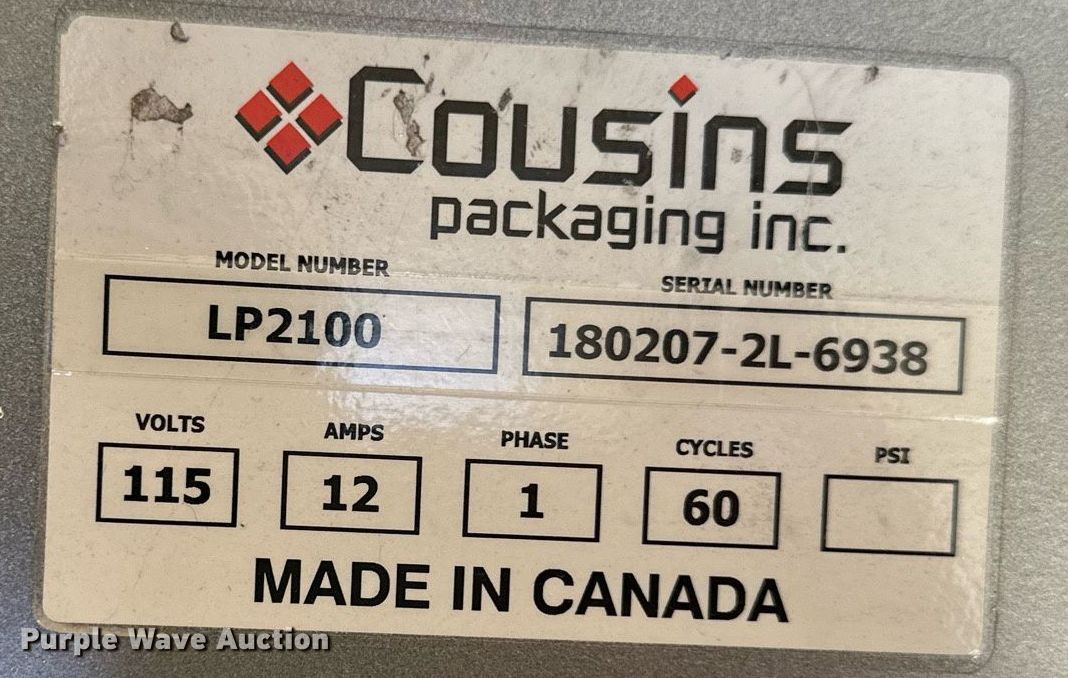 Cousins
packaging inc.
MODEL NUMBER
SERIAL NUMBER
LP2100
180207-2L-6938
VOLTS AMPS PHASE CYCLES PSI
115 12 1 60
MADE IN CANADA
Purple Wave Auction